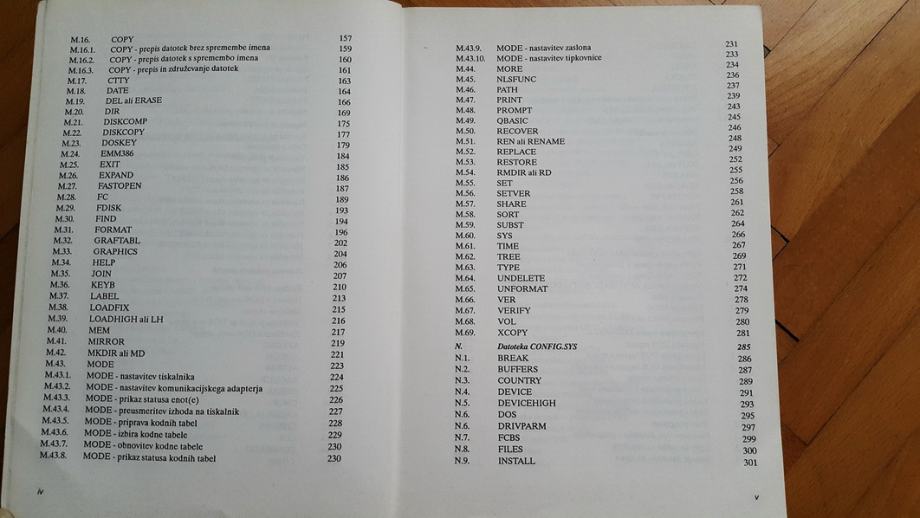 M.16. COPY 157
M.16.1. COPY - prepis datotek brez spremembe imena 159
M.16.2. COPY - prepis datotek s spremembo imena 160
M.16.3. COPY - prepis in združevanje datotek 161
M.17. CTTY 163
M.18. DATE 164
M.19. DEL ali ERASE 166
M.20. DIR 169
M.21. DISKCOMP 175
M.22. DISKCOPY 177
M.23. DOSKEY 179
M.24. EMM386 184
M.25. EXIT 185
M.26. EXPAND 186
M.27. FASTOPEN 187
M.28. FC 189
M.29. FDISK 193
M.30. FIND 194
M.31. FORMAT 196
M.32. GRAFTABL 202
M.33. GRAPHICS 204
M.34. HELP 206
M.35. JOIN 207
M.36. KEYB 210
M.37. LABEL 213
M.38. LOADFIX 215
M.39. LOADHIGH ali LH 216
M.40. MEM 217
M.41. MIRROR 219
M.42. MKDIR ali MD 221
M.43. MODE 223
M.43.1. MODE - nastavitev tiskalnika 224
M.43.2. MODE - nastavitev komunikacijskega adapterja 225
M.43.3. MODE - prikaz statusa enot(e) 226
M.43.4. MODE - preusmeritev izhoda na tiskalnik 227
M.43.5. MODE - priprava kodnih tabel 228
M.43.6. MODE - izbira kodne tabele 229
M.43.7. MODE - obnovitev kodne tabele 230
M.43.8. MODE - prikaz statusa kodnih tabel 230
iv
M.43.9. MODE - nastavitev zaslona 231
M.43.10. MODE - nastavitev tipkovnice 233
M.44. MORE 234
M.45. NLSFUNC 236
M.46. PATH 237
M.47. PRINT 239
M.48. PROMPT 243
M.49. QBASIC 245
M.50. RECOVER 246
M.51. REN ali RENAME 248
M.52. REPLACE 249
M.53. RESTORE 252
M.54. RMDIR ali RD 255
M.55. SET 256
M.56. SETVER 258
M.57. SHARE 261
M.58. SORT 262
M.59. SUBST 264
M.60. SYS 266
M.61. TIME 267
M.62. TREE 269
M.63. TYPE 271
M.64. UNDELETE 272
M.65. UNFORMAT 274
M.66. VER 278
M.67. VERIFY 279
M.68. VOL 280
M.69. XCOPY 281
N. Datoteka CONFIG.SYS 285
N.1. BREAK 286
N.2. BUFFERS 287
N.3. COUNTRY 289
N.4. DEVICE 291
N.5. DEVICEHIGH 293
N.6. DOS 295
N.6. DRIVPARM 297
N.7. FCBS 299
N.8. FILES 300
N.9. INSTALL 301
v